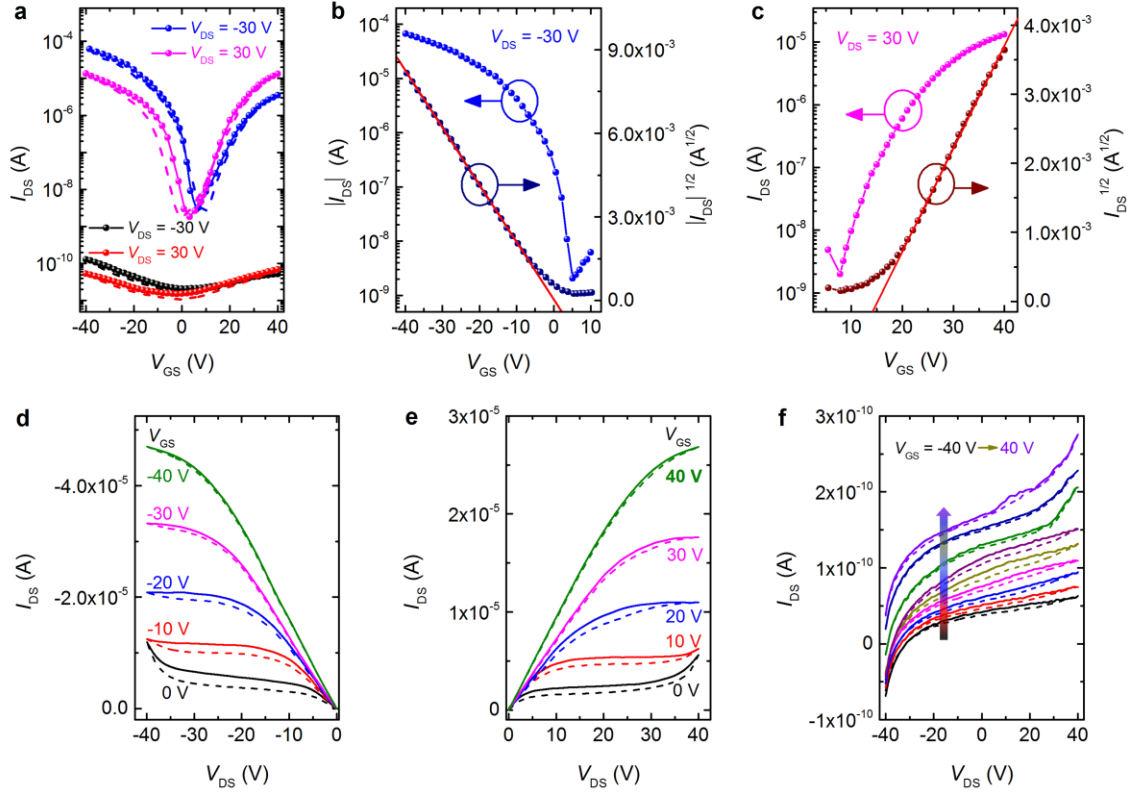 a
V_DS = -30 V
V_DS = 30 V
V_DS = -30 V
V_DS = 30 V
10⁻⁴
10⁻⁶
10⁻⁸
10⁻¹⁰
I_DS (A)
-40 -20 0 20 40
V_GS (V)
b
V_DS = -30 V
10⁻⁴
10⁻⁵
10⁻⁶
10⁻⁷
10⁻⁸
10⁻⁹
|I_DS| (A)
9.0x10⁻³
6.0x10⁻³
3.0x10⁻³
0.0
|I_DS|^1/2 (A^1/2)
-40 -30 -20 -10 0 10
V_GS (V)
c
V_DS = 30 V
10⁻⁵
10⁻⁶
10⁻⁷
10⁻⁸
10⁻⁹
I_DS (A)
4.0x10⁻³
3.0x10⁻³
2.0x10⁻³
1.0x10⁻³
0.0
I_DS^1/2 (A^1/2)
10 20 30 40
V_GS (V)
d
V_GS
-40 V
-30 V
-20 V
-10 V
0 V
-4.0x10⁻⁵
-2.0x10⁻⁵
0.0
I_DS (A)
-40 -30 -20 -10 0
V_DS (V)
e
V_GS
40 V
30 V
20 V
10 V
0 V
3x10⁻⁵
2x10⁻⁵
1x10⁻⁵
0
I_DS (A)
0 10 20 30 40
V_DS (V)
f
V_GS = -40 V → 40 V
3x10⁻¹⁰
2x10⁻¹⁰
1x10⁻¹⁰
0
-1x10⁻¹⁰
I_DS (A)
-40 -20 0 20 40
V_DS (V)